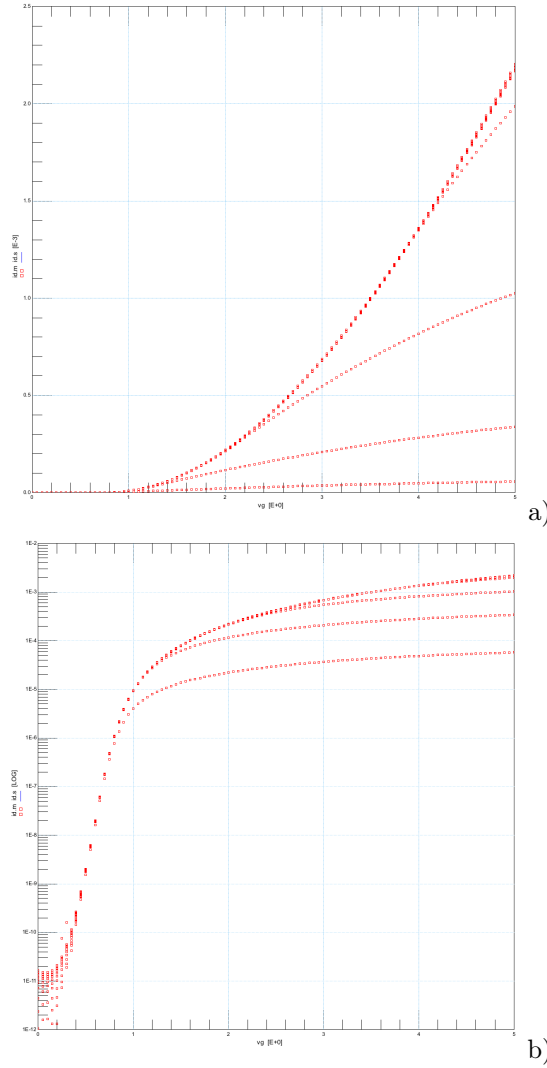 2.5
2.0
1.5
1.0
0.5
0.0
id.m id.s [E-3]
0 1 2 3 4 5
vg [E+0]
a)
1E-2
1E-3
1E-4
1E-5
1E-6
1E-7
1E-8
1E-9
1E-10
1E-11
1E-12
id.m id.s [LOG]
0 1 2 3 4 5
vg [E+0]
b)